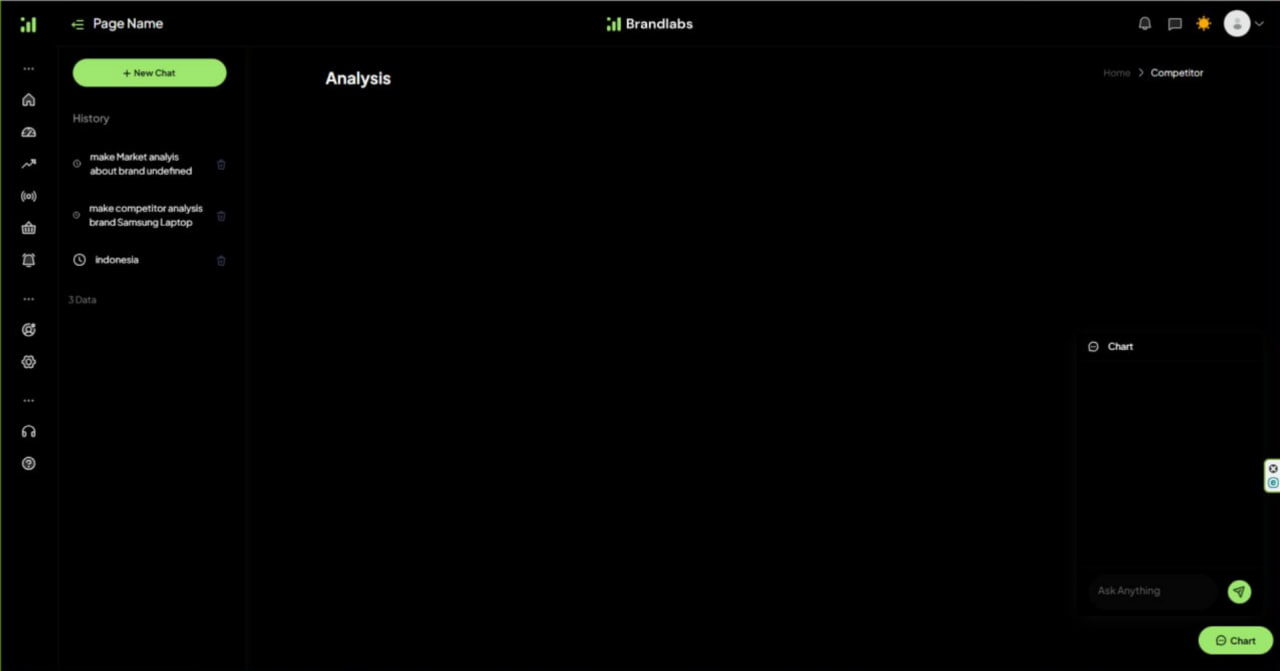 Page Name
Brandlabs
+ New Chat
Analysis
Home > Competitor
History
make Market analyis
about brand undefined
make competitor analysis
brand Samsung Laptop
indonesia
3 Data
Chart
Ask Anything
Chart